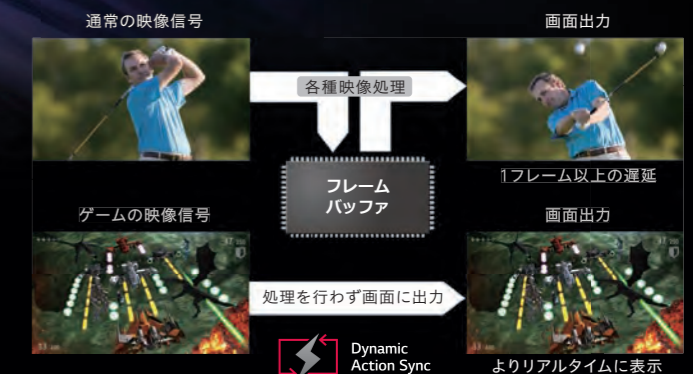 通常の映像信号
画面出力
各種映像処理
フレーム
バッファ
1フレーム以上の遅延
ゲームの映像信号
画面出力
処理を行わず画面に出力
Dynamic
Action Sync
よりリアルタイムに表示